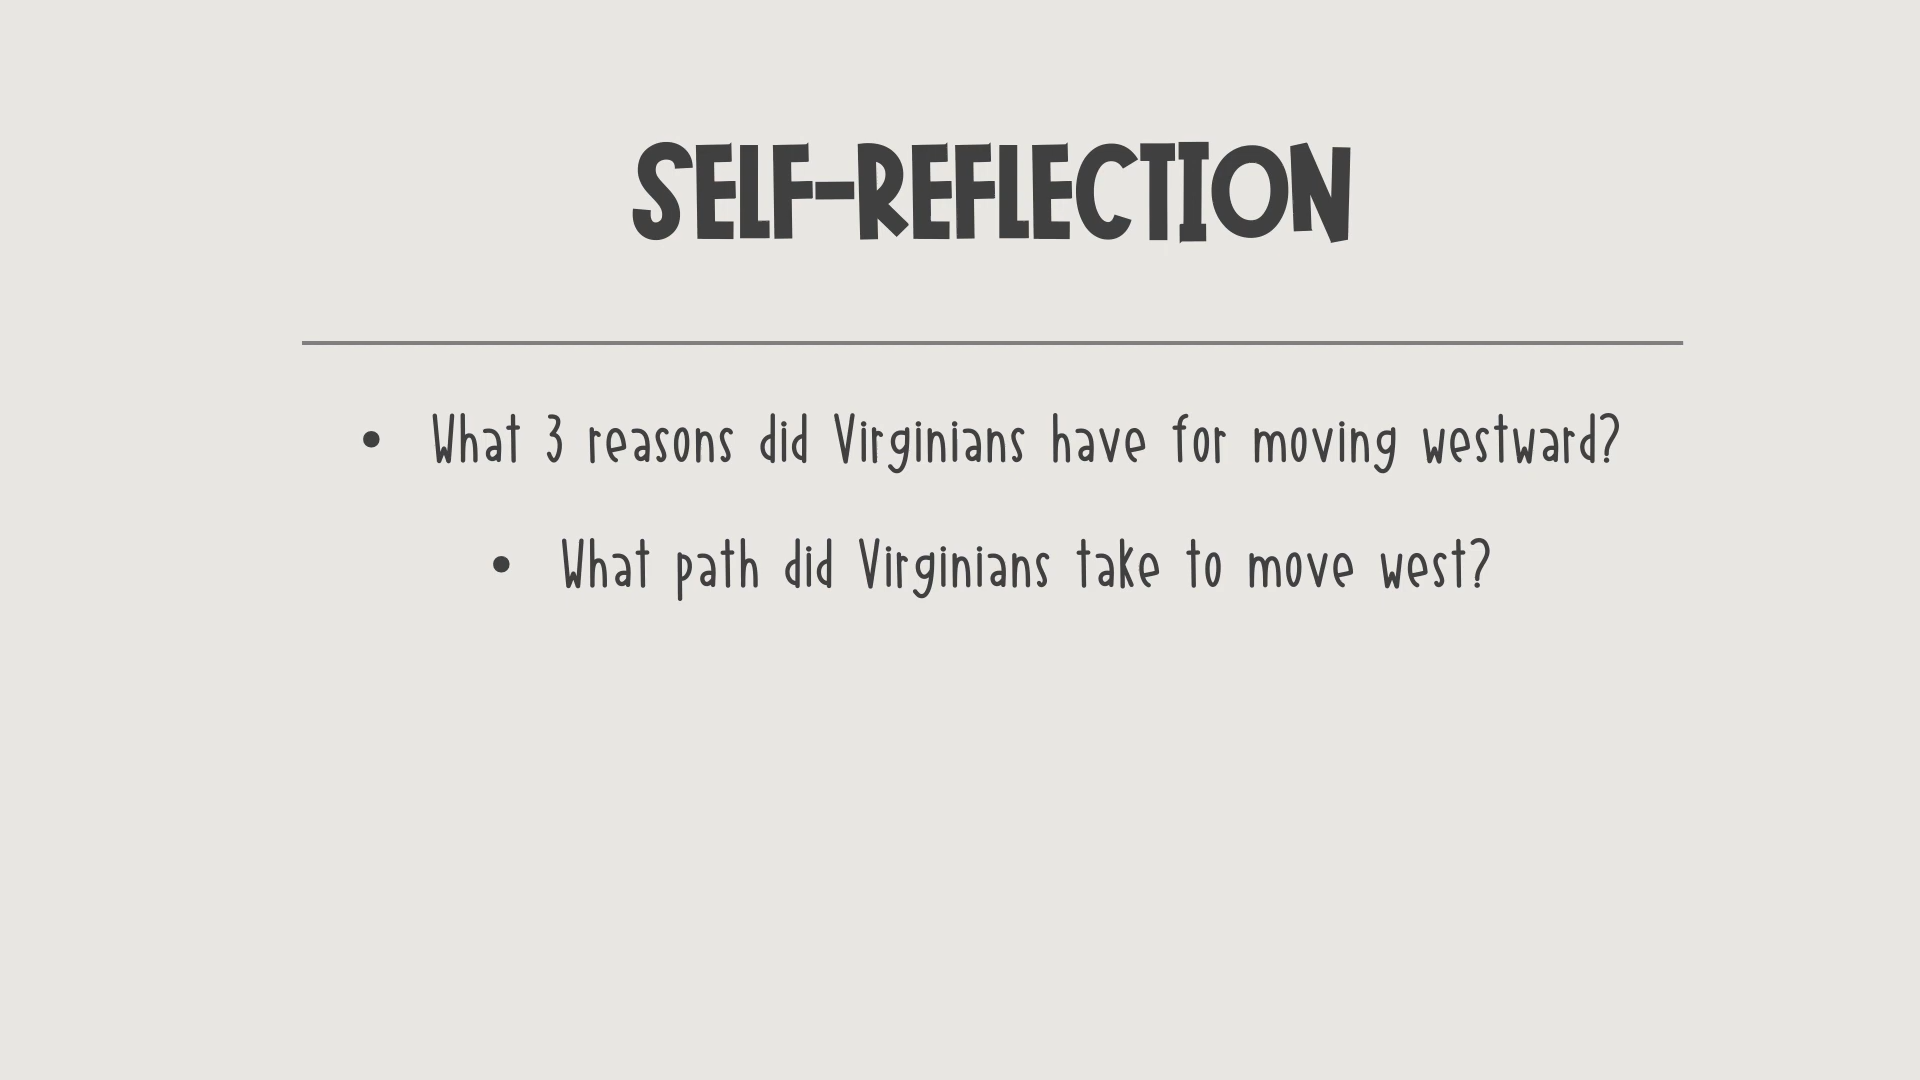 SELF-REFLECTION
• What 3 reasons did Virginians have for moving westward?
• What path did Virginians take to move west?